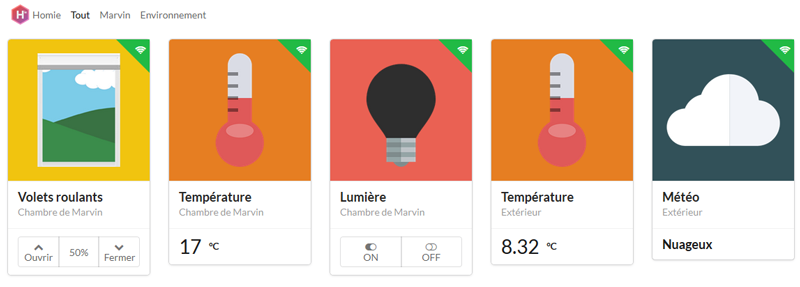 H Homie Tout Marvin Environnement
Volets roulants
Chambre de Marvin
Ouvrir 50% Fermer
Température
Chambre de Marvin
17 °C
Lumière
Chambre de Marvin
ON OFF
Température
Extérieur
8.32 °C
Météo
Extérieur
Nuageux